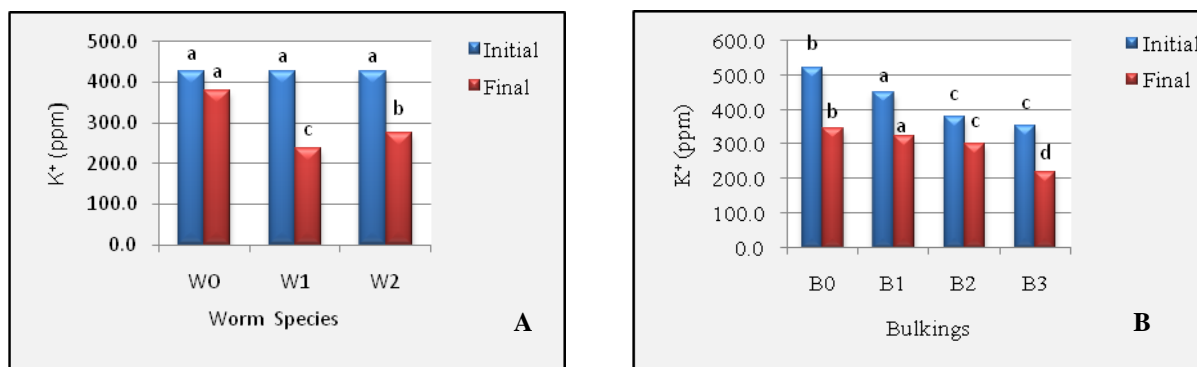 500.0
400.0
300.0
200.0
100.0
0.0
K⁺ (ppm)
a a a a c a b
W0 W1 W2
Worm Species
Initial
Final
A
600.0
500.0
400.0
300.0
200.0
100.0
0.0
K⁺ (ppm)
b b a a c c c d
B0 B1 B2 B3
Bulkings
Initial
Final
B